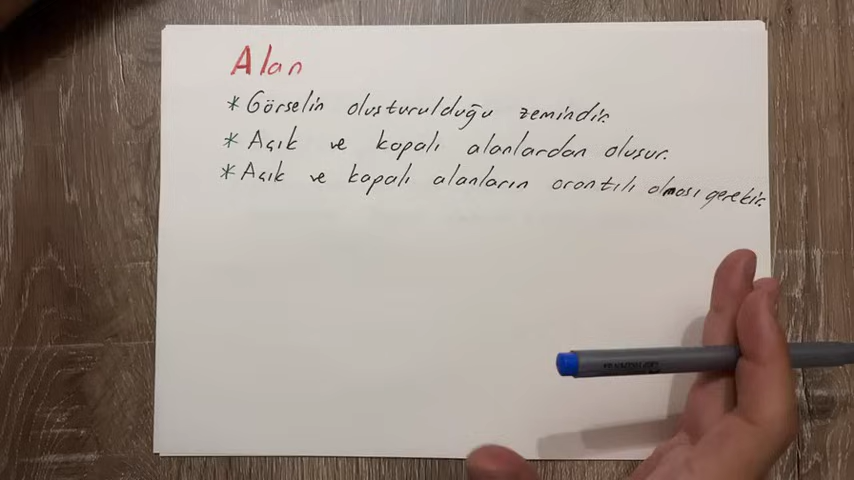 Alan
* Görselin oluşturulduğu zemindir.
* Açık ve kapalı alanlardan oluşur.
* Açık ve kapalı alanların orantılı olması gerekir.